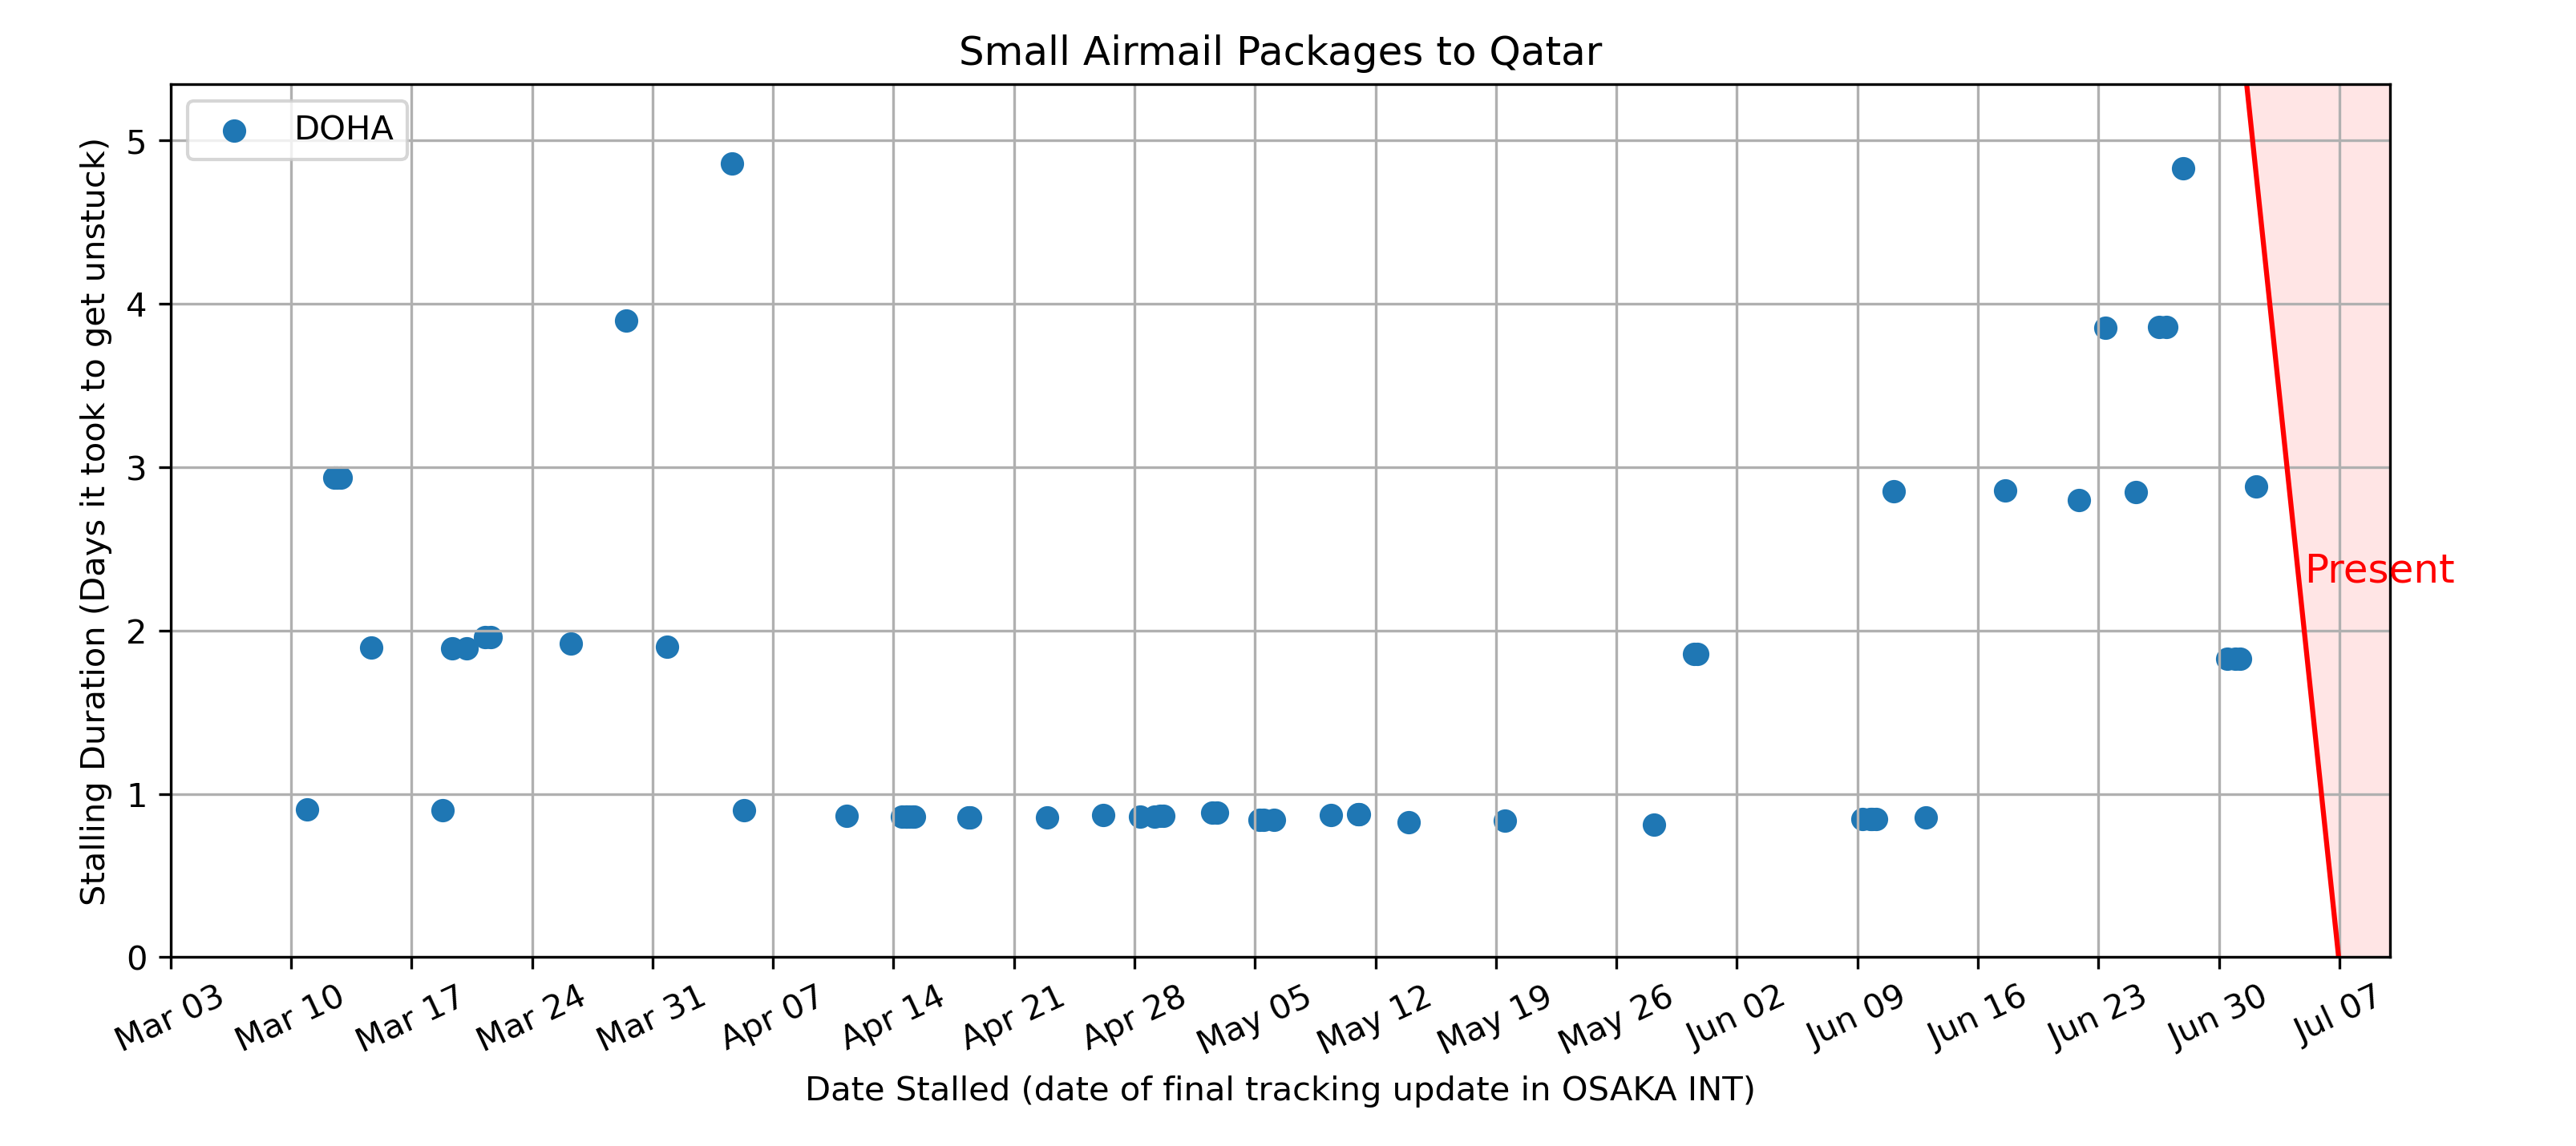 Small Airmail Packages to Qatar
DOHA
Stalling Duration (Days it took to get unstuck)
5
4
3
2
1
0
Present
Mar 03 Mar 10 Mar 17 Mar 24 Mar 31 Apr 07 Apr 14 Apr 21 Apr 28 May 05 May 12 May 19 May 26 Jun 02 Jun 09 Jun 16 Jun 23 Jun 30 Jul 07
Date Stalled (date of final tracking update in OSAKA INT)